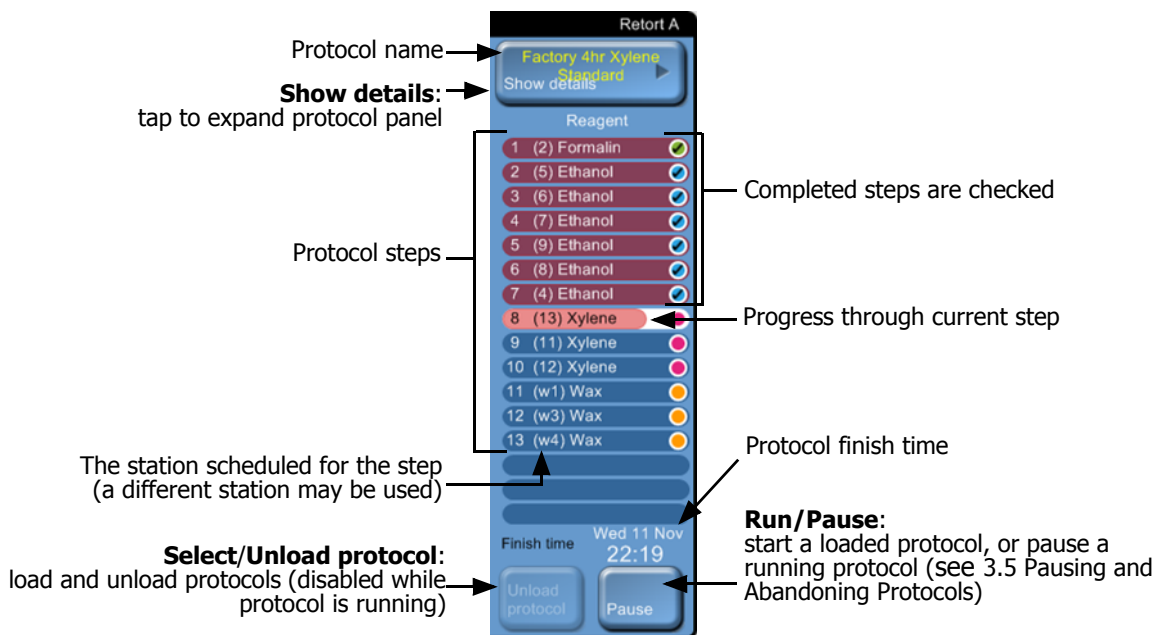 Retort A
Protocol name
Factory 4hr Xylene
Standard
Show details
Show details:
tap to expand protocol panel
Reagent
1 (2) Formalin
2 (5) Ethanol
3 (6) Ethanol
4 (7) Ethanol
5 (9) Ethanol
6 (8) Ethanol
7 (4) Ethanol
8 (13) Xylene
9 (11) Xylene
10 (12) Xylene
11 (w1) Wax
12 (w3) Wax
13 (w4) Wax
Completed steps are checked
Protocol steps
Progress through current step
The station scheduled for the step
(a different station may be used)
Protocol finish time
Finish time
Wed 11 Nov
22:19
Select/Unload protocol:
load and unload protocols (disabled while
protocol is running)
Unload
protocol
Pause
Run/Pause:
start a loaded protocol, or pause a
running protocol (see 3.5 Pausing and
Abandoning Protocols)